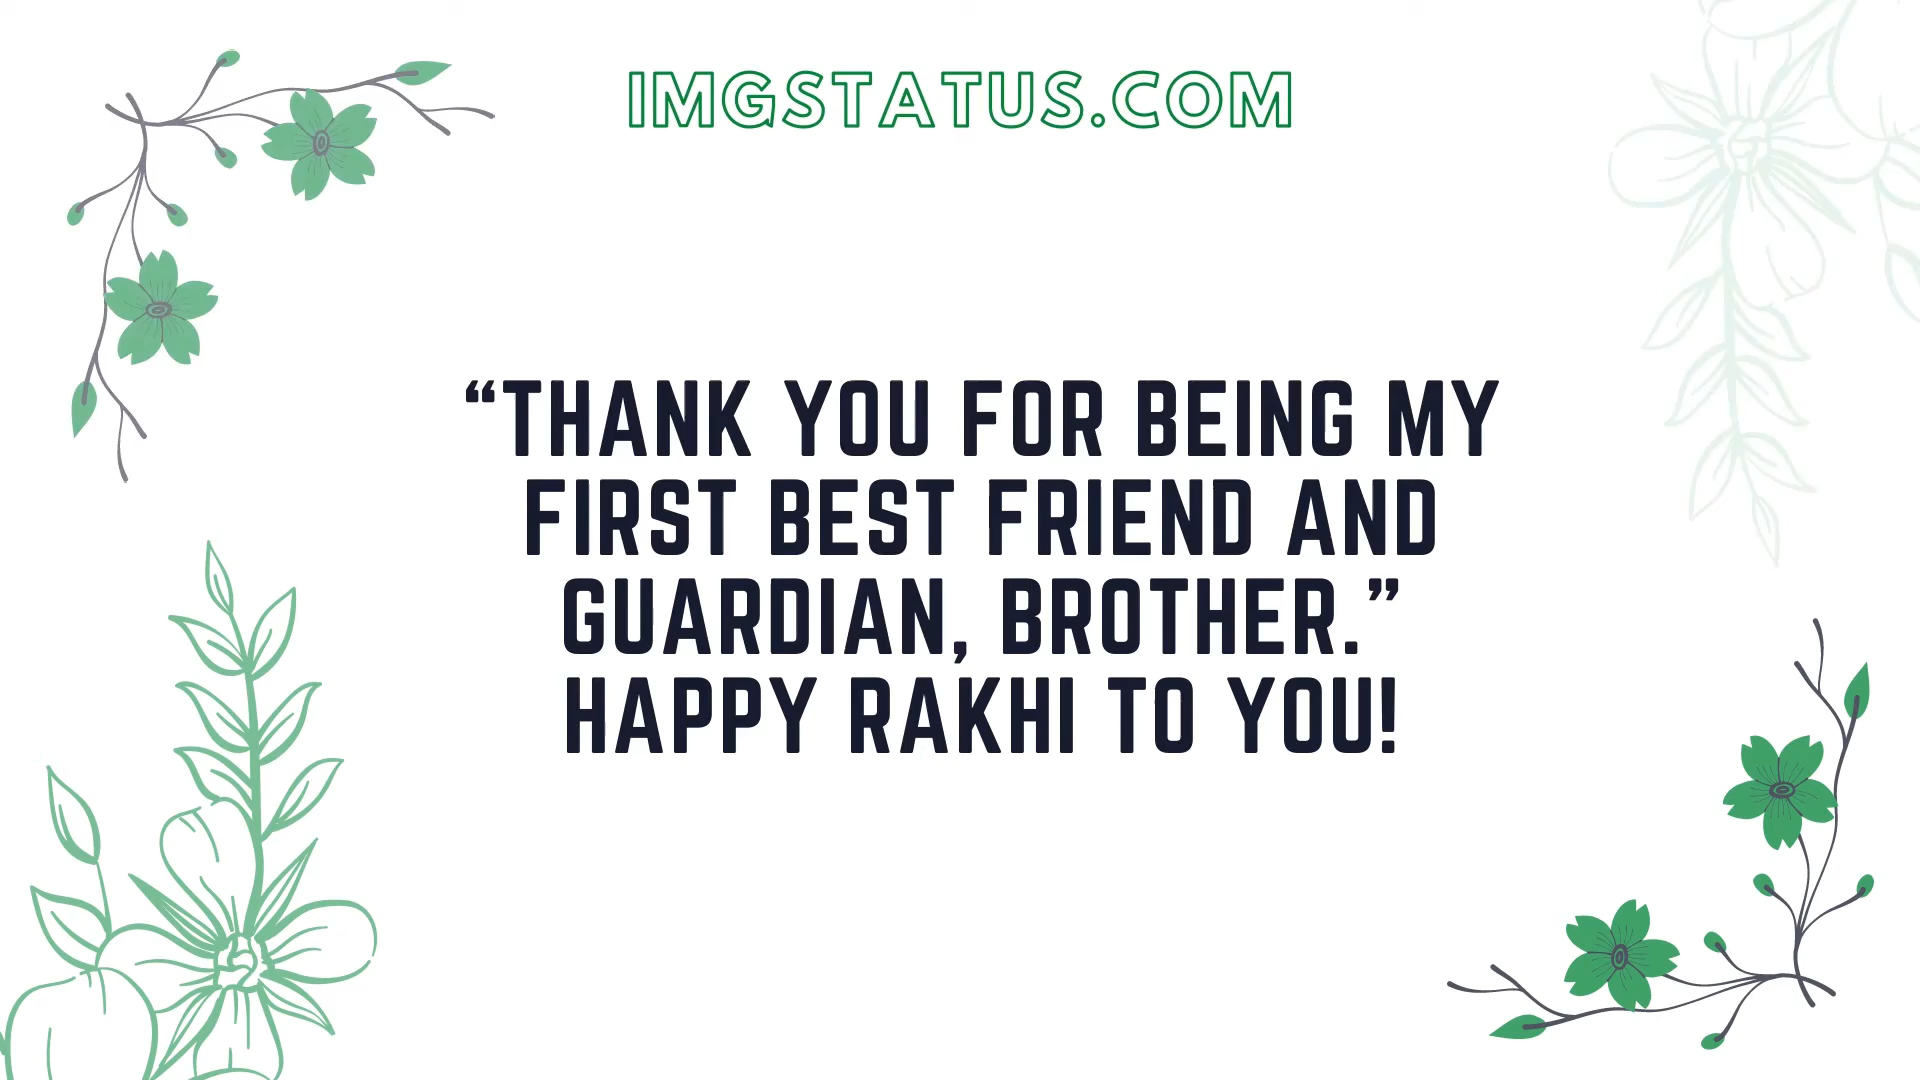 IMGSTATUS.COM
“THANK YOU FOR BEING MY
FIRST BEST FRIEND AND
GUARDIAN, BROTHER.”
HAPPY RAKHI TO YOU!